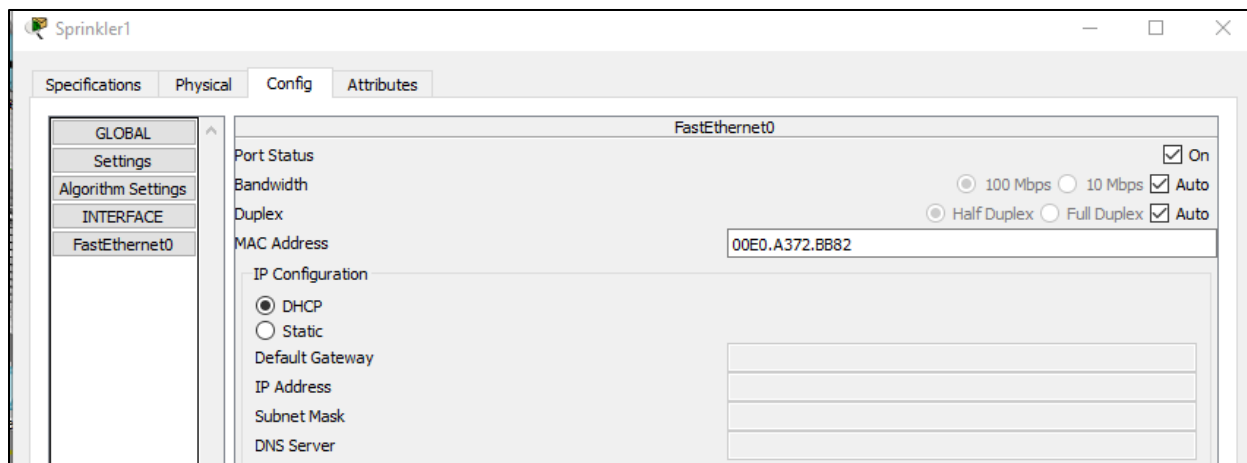 Sprinkler1
Specifications Physical Config Attributes
GLOBAL
Settings
Algorithm Settings
INTERFACE
FastEthernet0
FastEthernet0
Port Status On
Bandwidth 100 Mbps 10 Mbps Auto
Duplex Half Duplex Full Duplex Auto
MAC Address 00E0.A372.BB82
IP Configuration
DHCP
Static
Default Gateway
IP Address
Subnet Mask
DNS Server